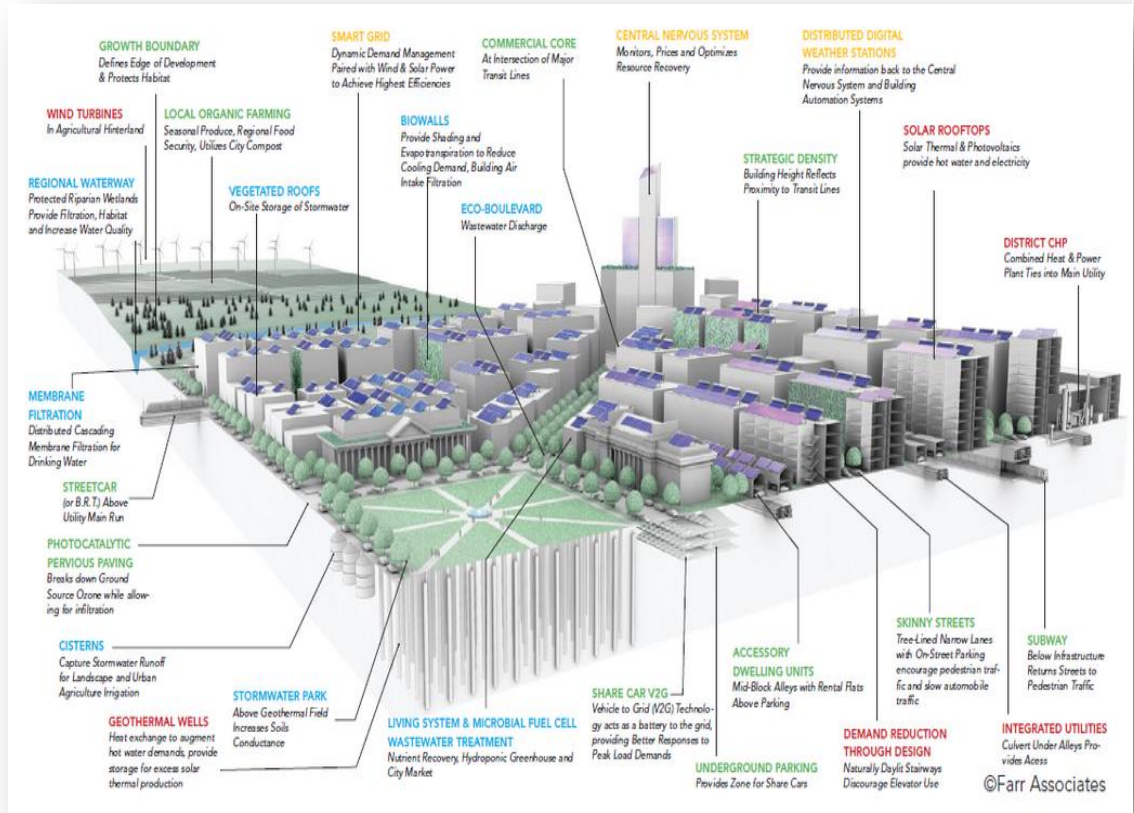 GROWTH BOUNDARY
Defines Edge of Development
& Protects Habitat
SMART GRID
Dynamic Demand Management
Paired with Wind & Solar Power
to Achieve Highest Efficiencies
COMMERCIAL CORE
At Intersection of Major
Transit Lines
CENTRAL NERVOUS SYSTEM
Monitors, Prices and Optimizes
Resource Recovery
DISTRIBUTED DIGITAL
WEATHER STATIONS
Provide information back to the Central
Nervous System and Building
Automation Systems
WIND TURBINES
In Agricultural Hinterland
LOCAL ORGANIC FARMING
Seasonal Produce, Regional Food
Security, Utilizes City Compost
BIOWALLS
Provide Shading and
Evapotranspiration to Reduce
Cooling Demand, Building Air
Intake Filtration
STRATEGIC DENSITY
Building Height Reflects
Proximity to Transit Lines
SOLAR ROOFTOPS
Solar Thermal & Photovoltaics
provide hot water and electricity
REGIONAL WATERWAY
Protected Riparian Wetlands
Provide Filtration, Habitat
and Increase Water Quality
VEGETATED ROOFS
On-Site Storage of Stormwater
ECO-BOULEVARD
Wastewater Discharge
DISTRICT CHP
Combined Heat & Power
Plant Ties into Main Utility
MEMBRANE
FILTRATION
Distributed Cascading
Membrane Filtration for
Drinking Water
STREETCAR
(or B.R.T.) Above
Utility Main Run
PHOTOCATALYTIC
PERVIOUS PAVING
Breaks down Ground
Source Ozone while allow-
ing for infiltration
CISTERNS
Capture Stormwater Runoff
for Landscape and Urban
Agriculture Irrigation
GEOTHERMAL WELLS
Heat exchange to augment
hot water demands, provide
storage for excess solar
thermal production
STORMWATER PARK
Above Geothermal Field
Increases Soils
Conductance
LIVING SYSTEM & MICROBIAL FUEL CELL
WASTEWATER TREATMENT
Nutrient Recovery, Hydroponic Greenhouse and
City Market
SHARE CAR V2G
Vehicle to Grid (V2G) Technolo-
gy acts as a battery to the grid,
providing Better Responses to
Peak Load Demands
UNDERGROUND PARKING
Provides Zone for Share Cars
ACCESSORY
DWELLING UNITS
Mid-Block Alleys with Rental Flats
Above Parking
DEMAND REDUCTION
THROUGH DESIGN
Naturally Daylit Stairways
Discourage Elevator Use
SKINNY STREETS
Tree-Lined Narrow Lanes
with On-Street Parking
encourage pedestrian traf-
fic and slow automobile
traffic
SUBWAY
Below Infrastructure
Returns Streets to
Pedestrian Traffic
INTEGRATED UTILITIES
Culvert Under Alleys Pro-
vides Acess
©Farr Associates